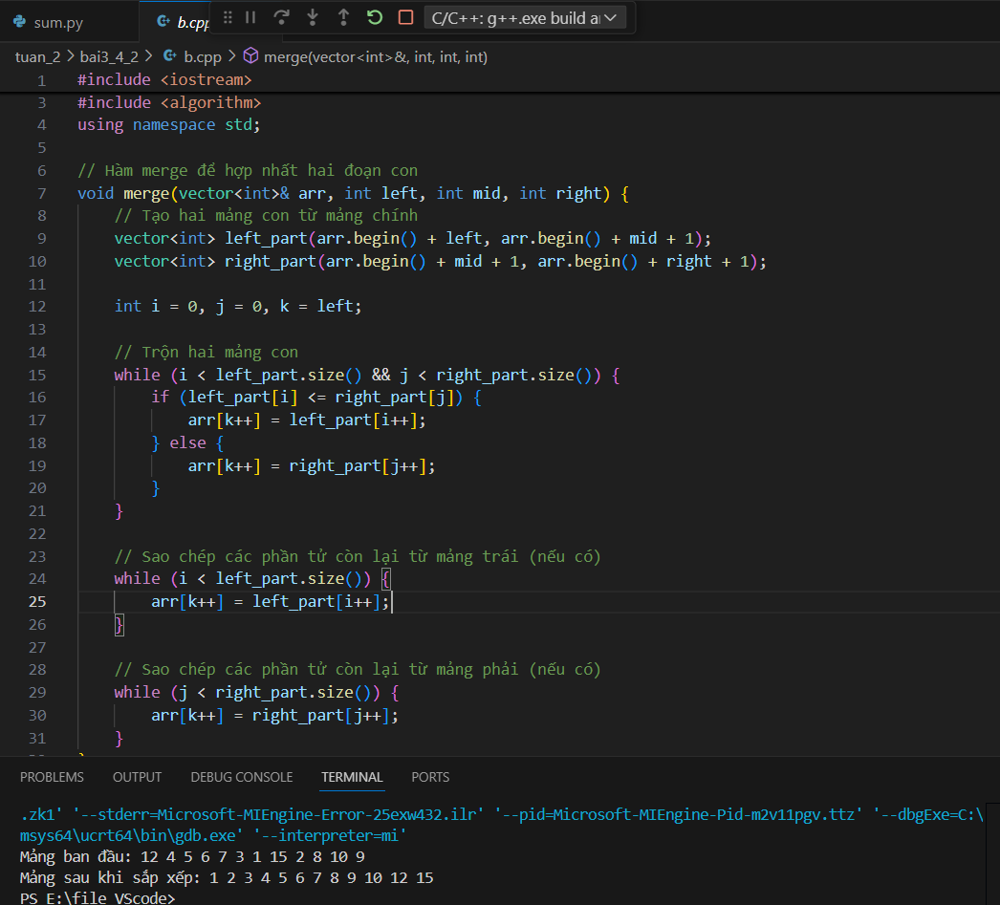 sum.py
b.cpp
C/C++: g++.exe build ar
tuan_2 > bai3_4_2 > b.cpp > merge(vector<int>&, int, int, int)
1 #include <iostream>
3 #include <algorithm>
4 using namespace std;
5
6 // Hàm merge để hợp nhất hai đoạn con
7 void merge(vector<int>& arr, int left, int mid, int right) {
8 // Tạo hai mảng con từ mảng chính
9 vector<int> left_part(arr.begin() + left, arr.begin() + mid + 1);
10 vector<int> right_part(arr.begin() + mid + 1, arr.begin() + right + 1);
11
12 int i = 0, j = 0, k = left;
13
14 // Trộn hai mảng con
15 while (i < left_part.size() && j < right_part.size()) {
16 if (left_part[i] <= right_part[j]) {
17 arr[k++] = left_part[i++];
18 } else {
19 arr[k++] = right_part[j++];
20 }
21 }
22
23 // Sao chép các phần tử còn lại từ mảng trái (nếu có)
24 while (i < left_part.size()) {
25 arr[k++] = left_part[i++];
26 }
27
28 // Sao chép các phần tử còn lại từ mảng phải (nếu có)
29 while (j < right_part.size()) {
30 arr[k++] = right_part[j++];
31 }
PROBLEMS OUTPUT DEBUG CONSOLE TERMINAL PORTS
.zk1' '--stderr=Microsoft-MIEngine-Error-25exw432.ilr' '--pid=Microsoft-MIEngine-Pid-m2v11pgv.ttz' '--dbgExe=C:\
msys64\ucrt64\bin\gdb.exe' '--interpreter=mi'
Mảng ban đầu: 12 4 5 6 7 3 1 15 2 8 10 9
Mảng sau khi sắp xếp: 1 2 3 4 5 6 7 8 9 10 12 15
PS E:\file VScode>